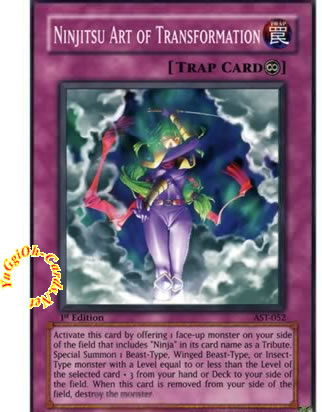 Ninjitsu Art of Transformation
TRAP
罠
[Trap Card]
YuGgiOh-Cards.Net
1st Edition
AST-052
Activate this card by offering 1 face-up monster on your side
of the field that includes "Ninja" in its card name as a Tribute.
Special Summon 1 Beast-Type, Winged Beast-Type, or Insect-
Type monster with a Level equal to or less than the Level of
the selected card + 3 from your hand or Deck to your side of
the field. When this card is removed from your side of the
field, destroy the monster.